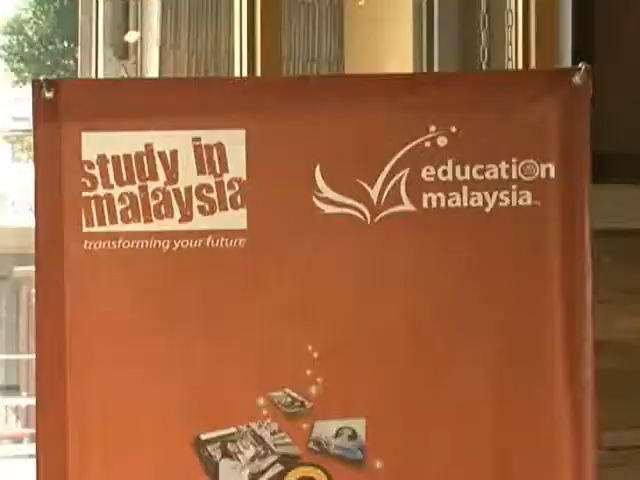 study in
malaysia
transforming your future
education
malaysia